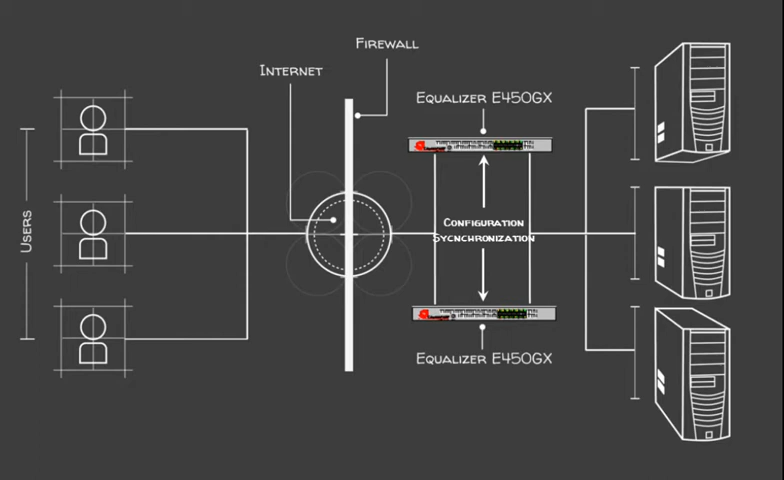 Firewall
Internet
Equalizer E450GX
Users
Configuration
Sycnchronization
Equalizer E450GX